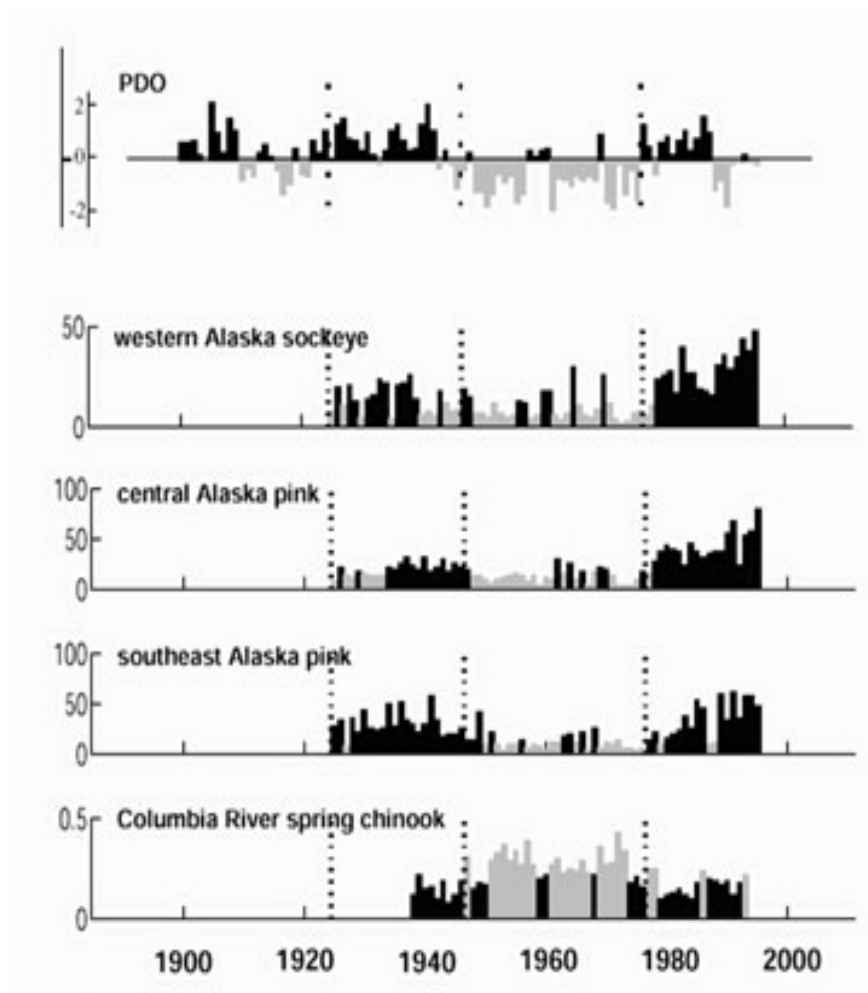 PDO
2
0
-2
50
western Alaska sockeye
0
100
central Alaska pink
50
0
100
southeast Alaska pink
50
0
0.5
Columbia River spring chinook
0
1900 1920 1940 1960 1980 2000